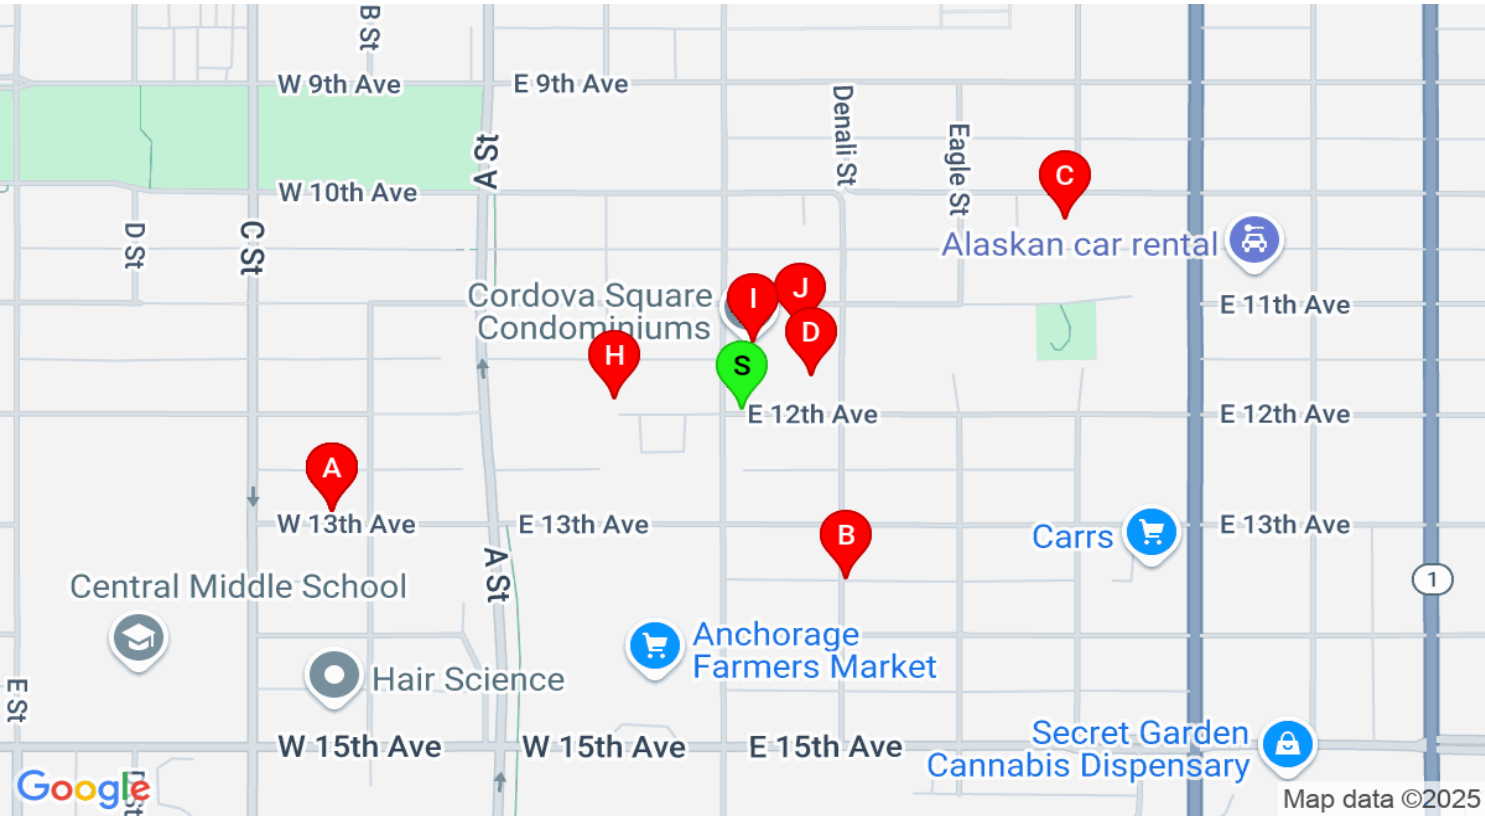 B St
W 9th Ave
E 9th Ave
Denali St
Eagle St
A St
C
W 10th Ave
D St
C St
Alaskan car rental
Cordova Square
Condominiums
I
J
E 11th Ave
D
H
S
E 12th Ave
E 12th Ave
A
W 13th Ave
E 13th Ave
B
Carrs
E 13th Ave
A St
Central Middle School
1
Anchorage
Farmers Market
Hair Science
E St
W 15th Ave
W 15th Ave
E 15th Ave
Secret Garden
Cannabis Dispensary
Google
D St
Map data ©2025